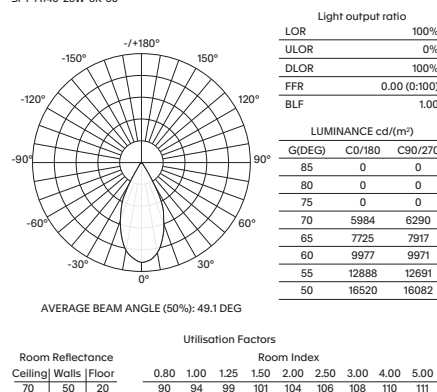 -/+180°
-150° 150°
-120° 120°
-90° 90°
-60° 60°
-30° 30°
0°
AVERAGE BEAM ANGLE (50%): 49.1 DEG
Light output ratio
LOR 100%
ULOR 0%
DLOR 100%
FFR 0.00 (0:100)
BLF 1.00
LUMINANCE cd/(m²)
G(DEG) C0/180 C90/270
85 0 0
80 0 0
75 0 0
70 5984 6290
65 7725 7917
60 9977 9971
55 12888 12691
50 16520 16082
Utilisation Factors
Room Reflectance Room Index
Ceiling Walls Floor 0.80 1.00 1.25 1.50 2.00 2.50 3.00 4.00 5.00
70 50 20 90 94 99 101 104 106 108 110 111